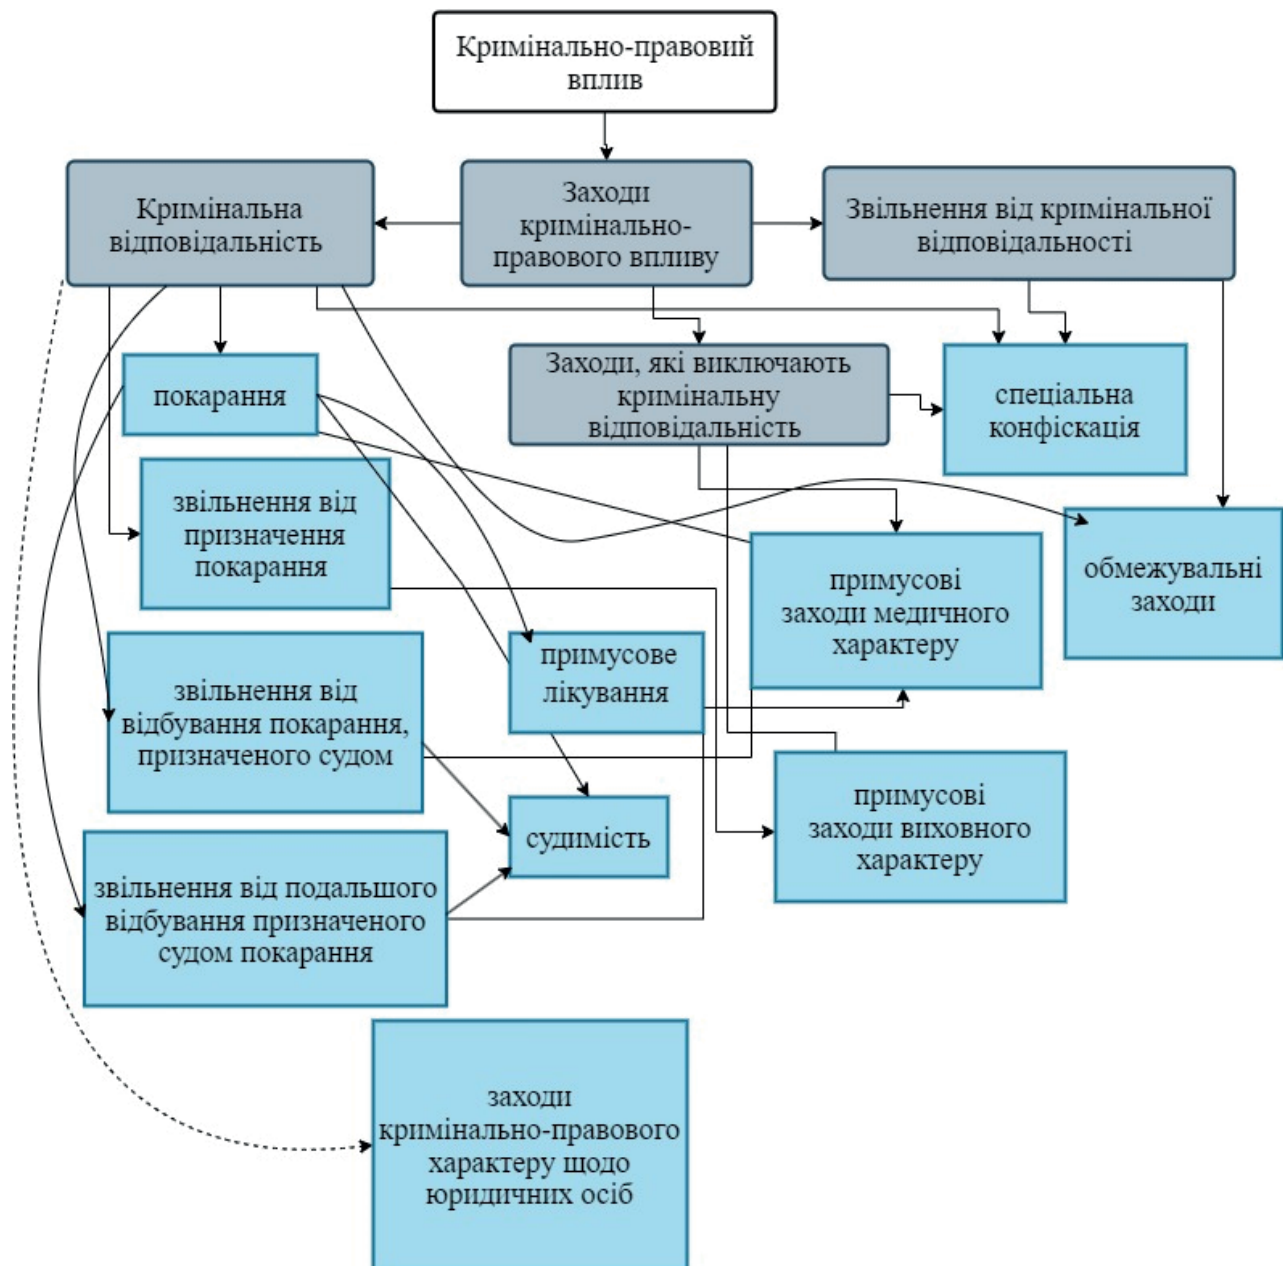 Кримінально-правовий
вплив
Кримінальна
відповідальність
Заходи
кримінально-
правового впливу
Звільнення від кримінальної
відповідальності
покарання
Заходи, які виключають
кримінальну
відповідальність
спеціальна
конфіскація
звільнення від
призначення
покарання
примусові
заходи медичного
характеру
обмежувальні
заходи
звільнення від
відбування покарання,
призначеного судом
примусове
лікування
судимість
примусові
заходи виховного
характеру
звільнення від подальшого
відбування призначеного
судом покарання
заходи
кримінально-правового
характеру щодо
юридичних осіб